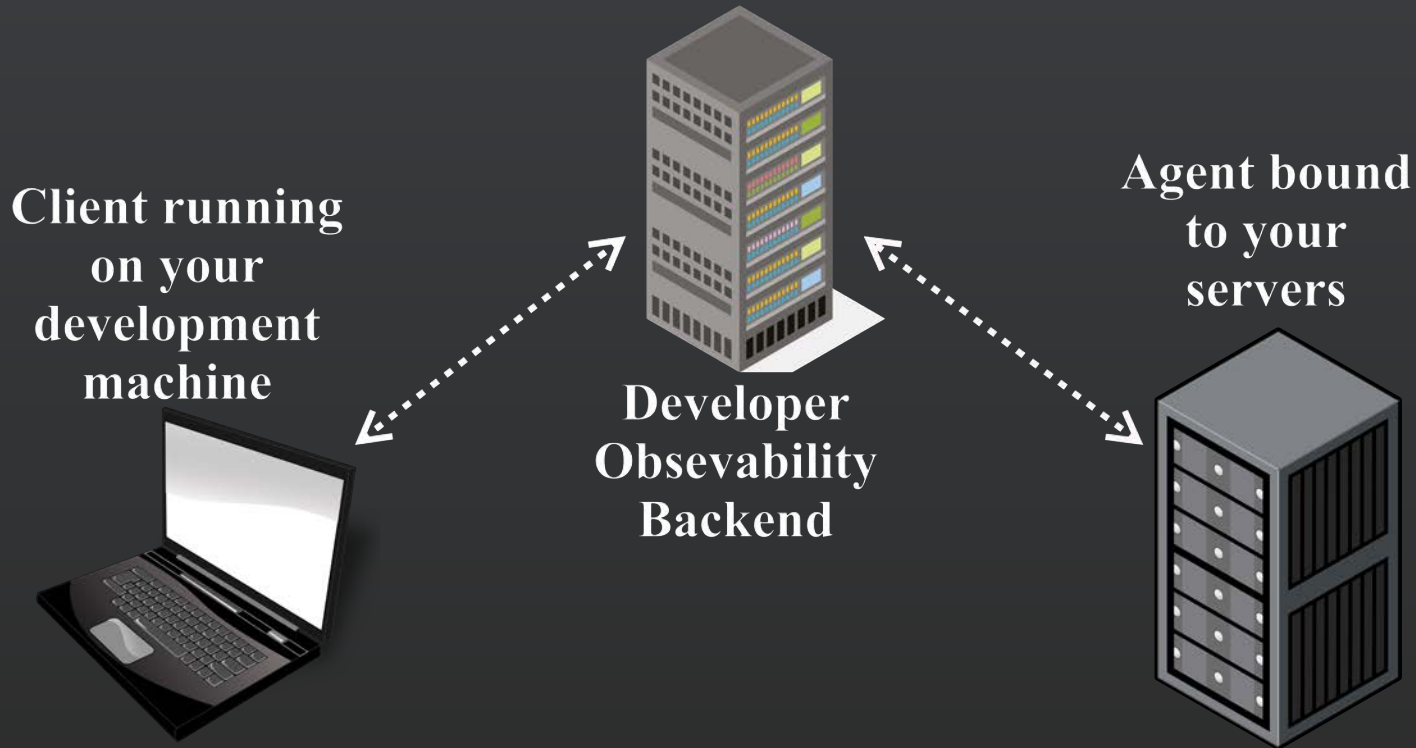 Client running
on your
development
machine
Developer
Obsevability
Backend
Agent bound
to your
servers